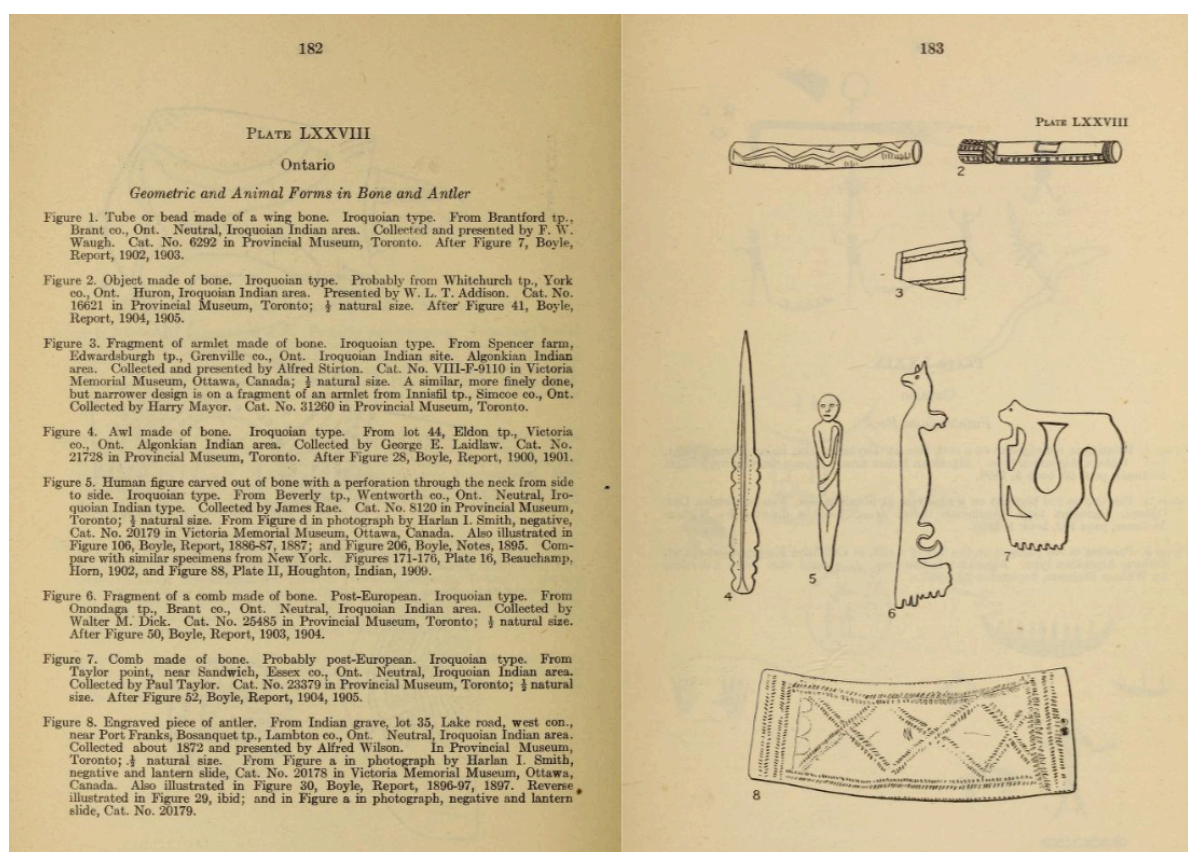 182
PLATE LXXVIII
Ontario
Geometric and Animal Forms in Bone and Antler
Figure 1. Tube or bead made of a wing bone. Iroquoian type. From Brantford tp.,
Brant co., Ont. Neutral, Iroquoian Indian area. Collected and presented by F. W.
Waugh. Cat. No. 6292 in Provincial Museum, Toronto. After Figure 7, Boyle,
Report, 1902, 1903.
Figure 2. Object made of bone. Iroquoian type. Probably from Whitchurch tp., York
co., Ont. Huron, Iroquoian Indian area. Presented by W. L. T. Addison. Cat. No.
16621 in Provincial Museum, Toronto; ½ natural size. After Figure 41, Boyle,
Report, 1904, 1905.
Figure 3. Fragment of armlet made of bone. Iroquoian type. From Spencer farm,
Edwardsburgh tp., Grenville co., Ont. Iroquoian Indian site. Algonkian Indian
area. Collected and presented by Alfred Stirton. Cat. No. VIII-F-9110 in Victoria
Memorial Museum, Ottawa, Canada; ½ natural size. A similar, more finely done,
but narrower design is on a fragment of an armlet from Innisfil tp., Simcoe co., Ont.
Collected by Harry Mayor. Cat. No. 31260 in Provincial Museum, Toronto.
Figure 4. Awl made of bone. Iroquoian type. From lot 44, Eldon tp., Victoria
co., Ont. Algonkian Indian area. Collected by George E. Laidlaw. Cat. No.
21728 in Provincial Museum, Toronto. After Figure 28, Boyle, Report, 1900, 1901.
Figure 5. Human figure carved out of bone with a perforation through the neck from side
to side. Iroquoian type. From Beverly tp., Wentworth co., Ont. Neutral, Iro-
quoian Indian type. Collected by James Rae. Cat. No. 8120 in Provincial Museum,
Toronto; ½ natural size. From Figure d in photograph by Harlan I. Smith, negative,
Cat. No. 20179 in Victoria Memorial Museum, Ottawa, Canada. Also illustrated in
Figure 106, Boyle, Report, 1886-87, 1887; and Figure 206, Boyle, Notes, 1895. Com-
pare with similar specimens from New York. Figures 171-176, Plate 16, Beauchamp,
Horn, 1902, and Figure 88, Plate II, Houghton, Indian, 1909.
Figure 6. Fragment of a comb made of bone. Post-European. Iroquoian type. From
Onondaga tp., Brant co., Ont. Neutral, Iroquoian Indian area. Collected by
Walter M. Dick. Cat. No. 25485 in Provincial Museum, Toronto; ½ natural size.
After Figure 50, Boyle, Report, 1903, 1904.
Figure 7. Comb made of bone. Probably post-European. Iroquoian type. From
Taylor point, near Sandwich, Essex co., Ont. Neutral, Iroquoian Indian area.
Collected by Paul Taylor. Cat. No. 23379 in Provincial Museum, Toronto; ½ natural
size. After Figure 52, Boyle, Report, 1904, 1905.
Figure 8. Engraved piece of antler. From Indian grave, lot 35, Lake road, west con.,
near Port Franks, Bosanquet tp., Lambton co., Ont. Neutral, Iroquoian Indian area.
Collected about 1872 and presented by Alfred Wilson. In Provincial Museum,
Toronto; ½ natural size. From Figure a in photograph by Harlan I. Smith,
negative and lantern slide, Cat. No. 20178 in Victoria Memorial Museum, Ottawa,
Canada. Also illustrated in Figure 30, Boyle, Report, 1896-97, 1897. Reverse
illustrated in Figure 29, ibid; and in Figure a in photograph, negative and lantern
slide, Cat. No. 20179.
183
PLATE LXXVIII
1
2
3
4
5
6
7
8